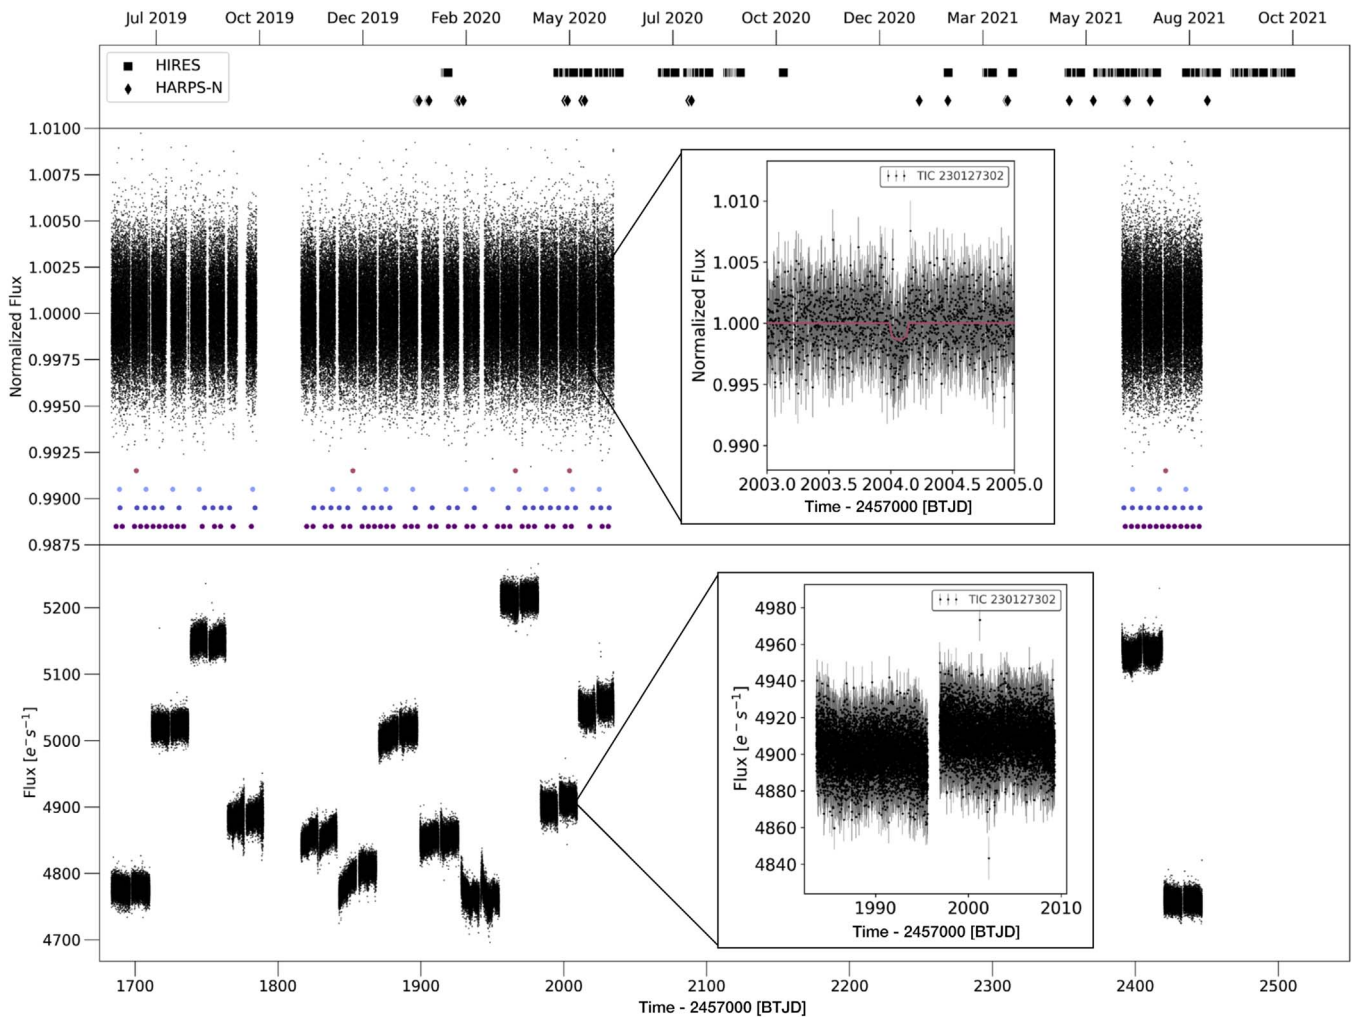 Jul 2019 Oct 2019 Dec 2019 Feb 2020 May 2020 Jul 2020 Oct 2020 Dec 2020 Mar 2021 May 2021 Aug 2021 Oct 2021
HIRES
HARPS-N
1.0100
1.0075
1.0050
1.0025
1.0000
0.9975
0.9950
0.9925
0.9900
0.9875
Normalized Flux
TIC 230127302
1.010
1.005
1.000
0.995
0.990
Normalized Flux
2003.0 2003.5 2004.0 2004.5 2005.0
Time - 2457000 [BTJD]
5200
5100
5000
4900
4800
4700
Flux [e⁻ s⁻¹]
TIC 230127302
4980
4960
4940
4920
4900
4880
4860
4840
Flux [e⁻ s⁻¹]
1990 2000 2010
Time - 2457000 [BTJD]
1700 1800 1900 2000 2100 2200 2300 2400 2500
Time - 2457000 [BTJD]